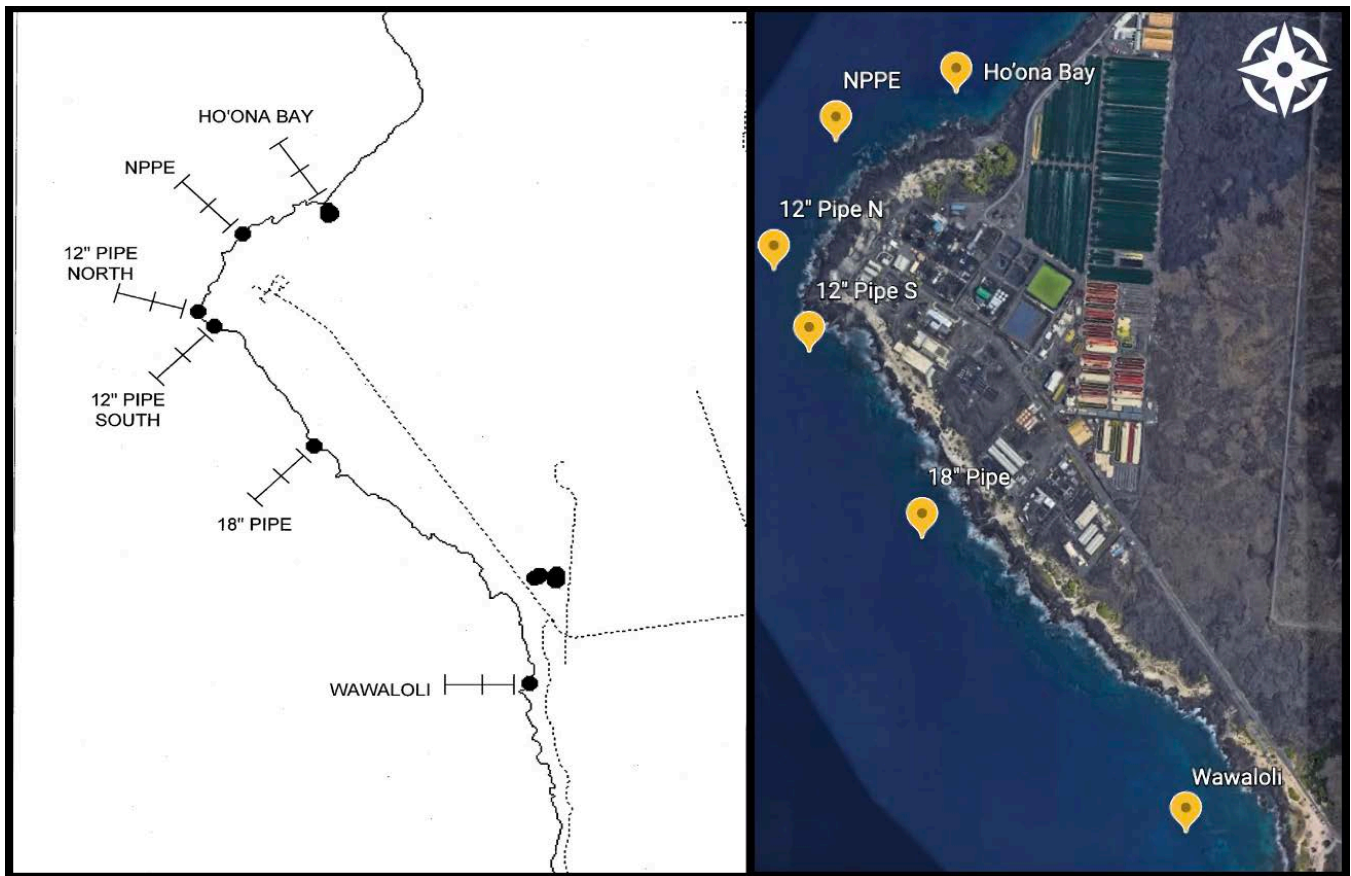 HO'ONA BAY
NPPE
12" PIPE
NORTH
12" PIPE
SOUTH
18" PIPE
WAWALOLI
NPPE
Ho'ona Bay
12" Pipe N
12" Pipe S
18" Pipe
Wawaloli